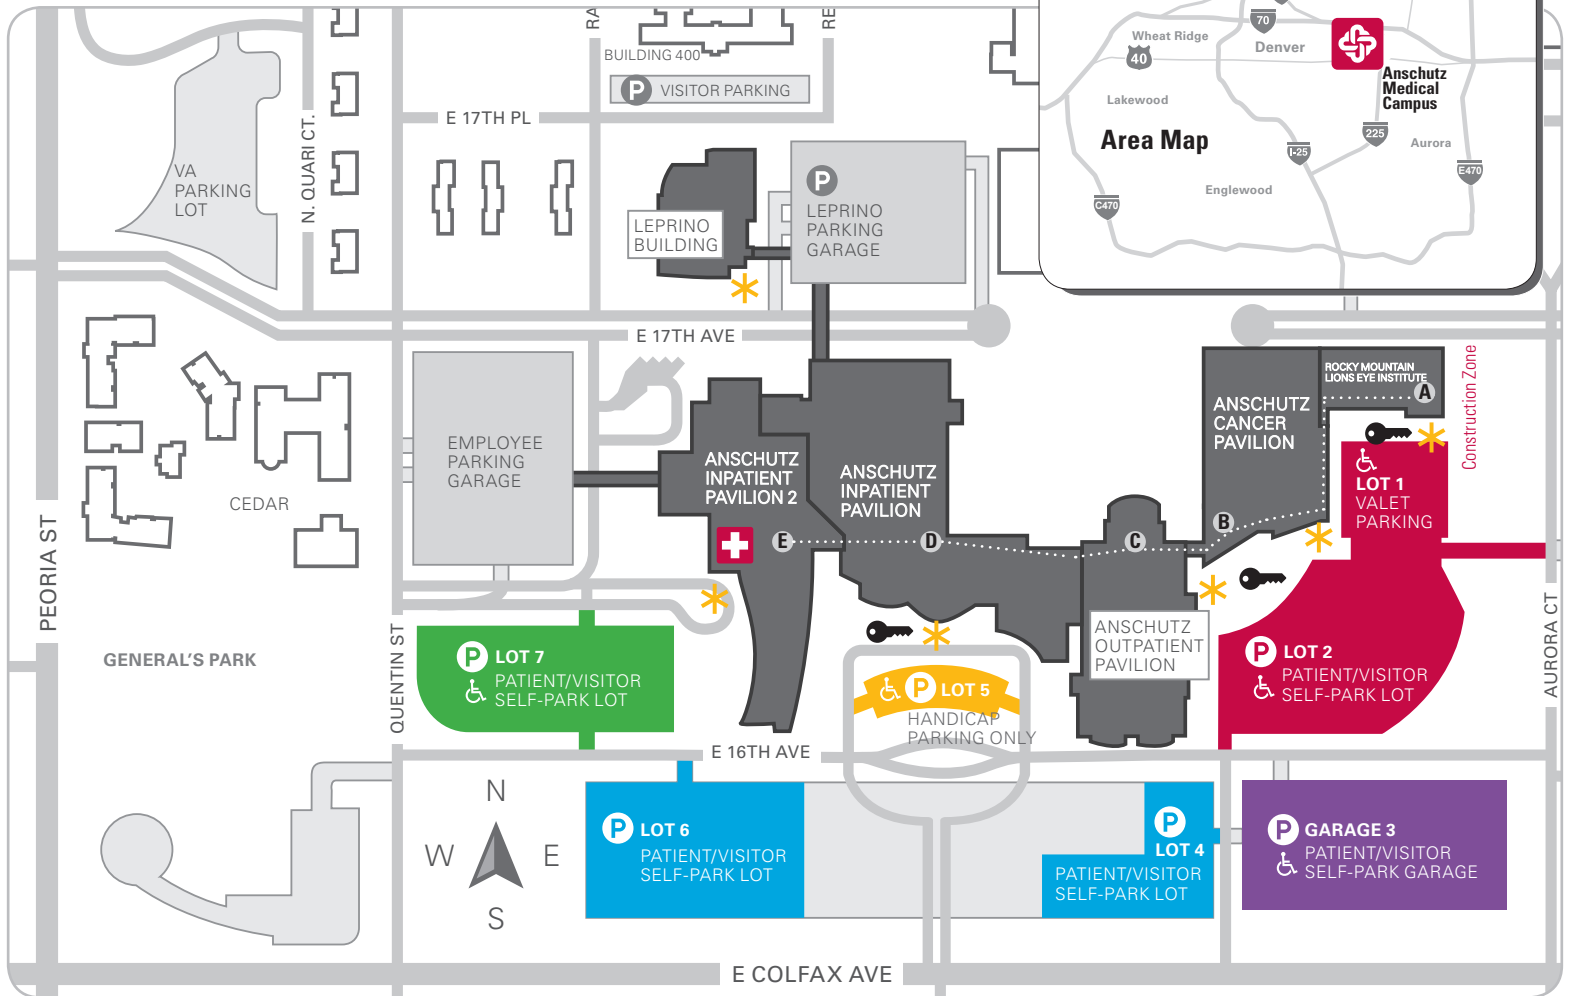 RA
RE
BUILDING 400
P VISITOR PARKING
E 17TH PL
N. QUARI CT.
VA
PARKING
LOT
LEPRINO
BUILDING
P
LEPRINO
PARKING
GARAGE
70
Wheat Ridge
40
Denver
Anschutz
Medical
Campus
Lakewood
Area Map
225
Aurora
I-25
E470
Englewood
C470
E 17TH AVE
EMPLOYEE
PARKING
GARAGE
CEDAR
PEORIA ST
GENERAL'S PARK
QUENTIN ST
ANSCHUTZ
INPATIENT
PAVILION 2
ANSCHUTZ
INPATIENT
PAVILION
ANSCHUTZ
CANCER
PAVILION
ROCKY MOUNTAIN
LIONS EYE INSTITUTE
A
Construction Zone
LOT 1
VALET
PARKING
B
C
D
E
ANSCHUTZ
OUTPATIENT
PAVILION
P LOT 2
PATIENT/VISITOR
SELF-PARK LOT
AURORA CT
P LOT 7
PATIENT/VISITOR
SELF-PARK LOT
P LOT 5
HANDICAP
PARKING ONLY
E 16TH AVE
N
W
E
S
P LOT 6
PATIENT/VISITOR
SELF-PARK LOT
P
LOT 4
PATIENT/VISITOR
SELF-PARK LOT
P GARAGE 3
PATIENT/VISITOR
SELF-PARK GARAGE
E COLFAX AVE